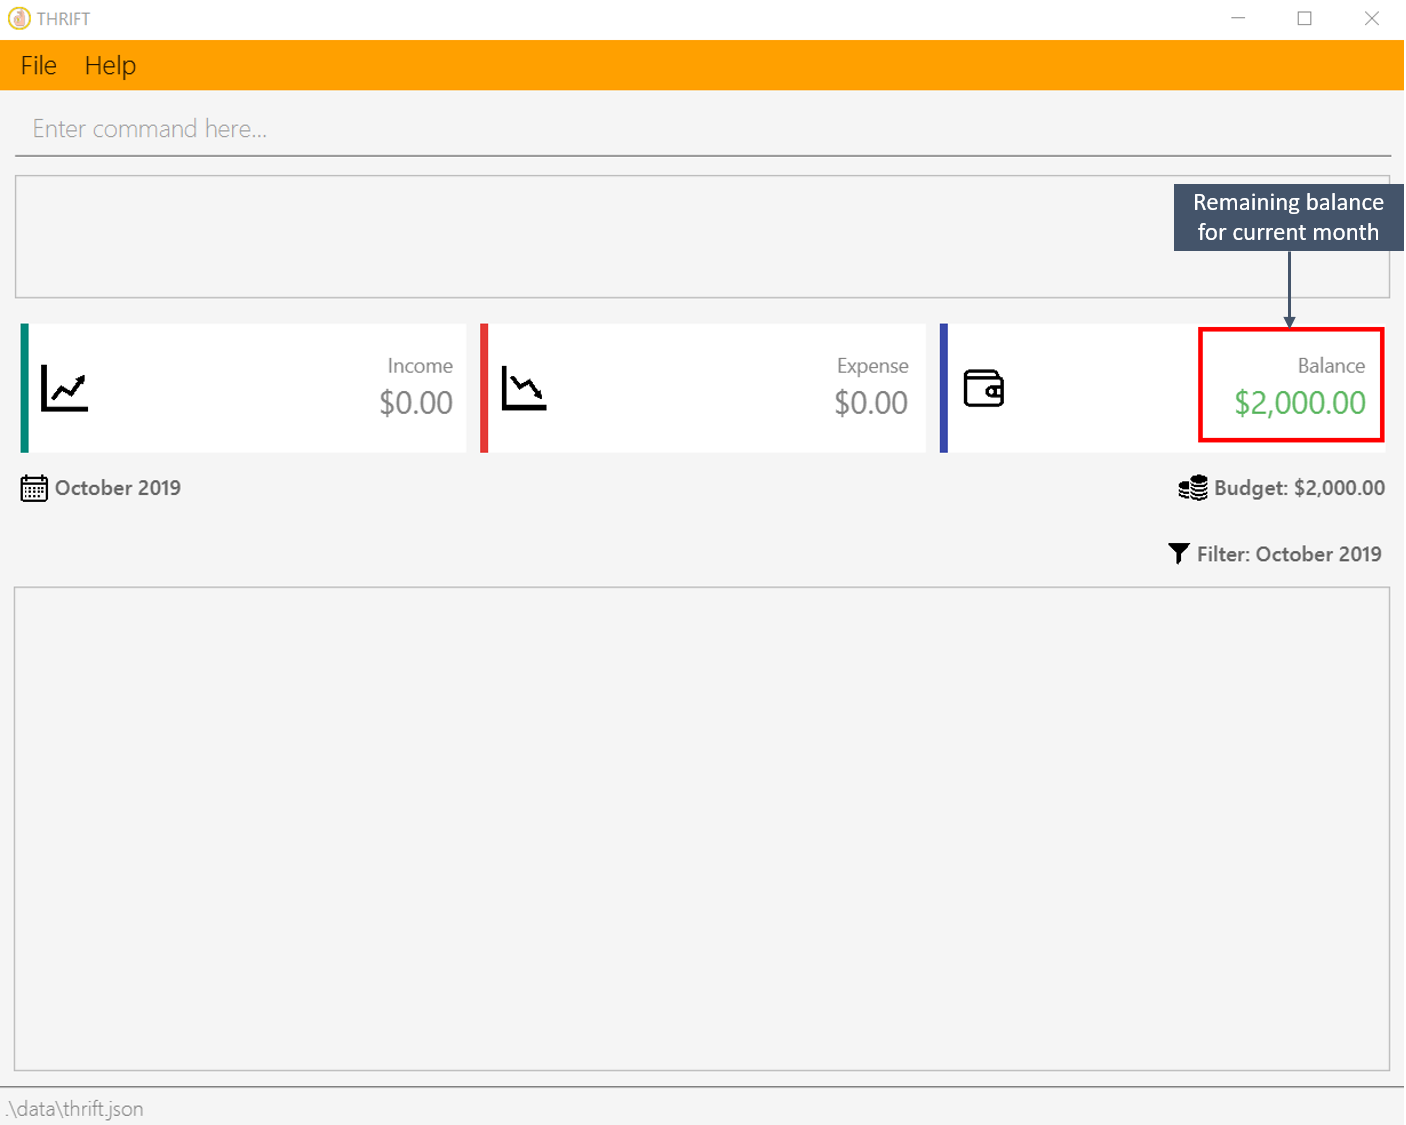 THRIFT
File Help
Enter command here...
Remaining balance
for current month
Income
$0.00
Expense
$0.00
Balance
$2,000.00
October 2019
Budget: $2,000.00
Filter: October 2019
.\data\thrift.json